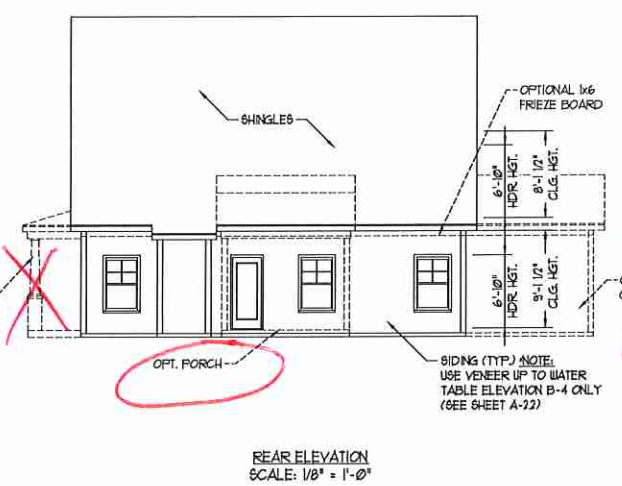 OPTIONAL 1x6
FRIEZE BOARD
SHINGLES
6'-10"
HDR. HGT.
8'-1 1/2"
CLG. HGT.
6'-10"
HDR. HGT.
9'-1 1/2"
CLG. HGT.
OPT. PORCH
SIDING (TYP.) NOTE:
USE VENEER UP TO WATER
TABLE ELEVATION B-4 ONLY
(SEE SHEET A-22)
REAR ELEVATION
SCALE: 1/8" = 1'-0"